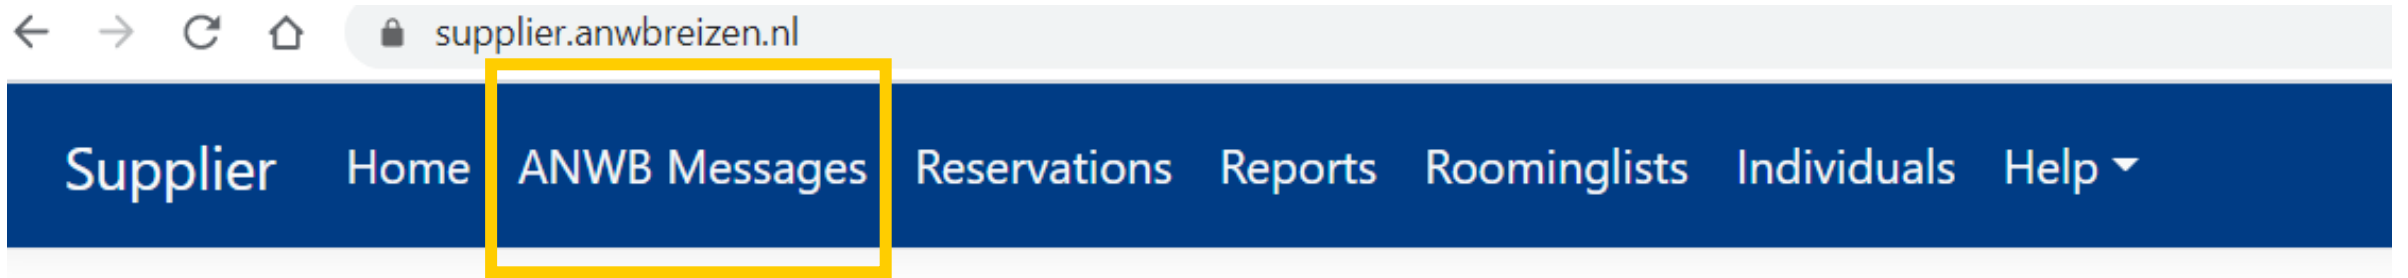 supplier.anwbreizen.nl
Supplier Home ANWB Messages Reservations Reports Roominglists Individuals Help